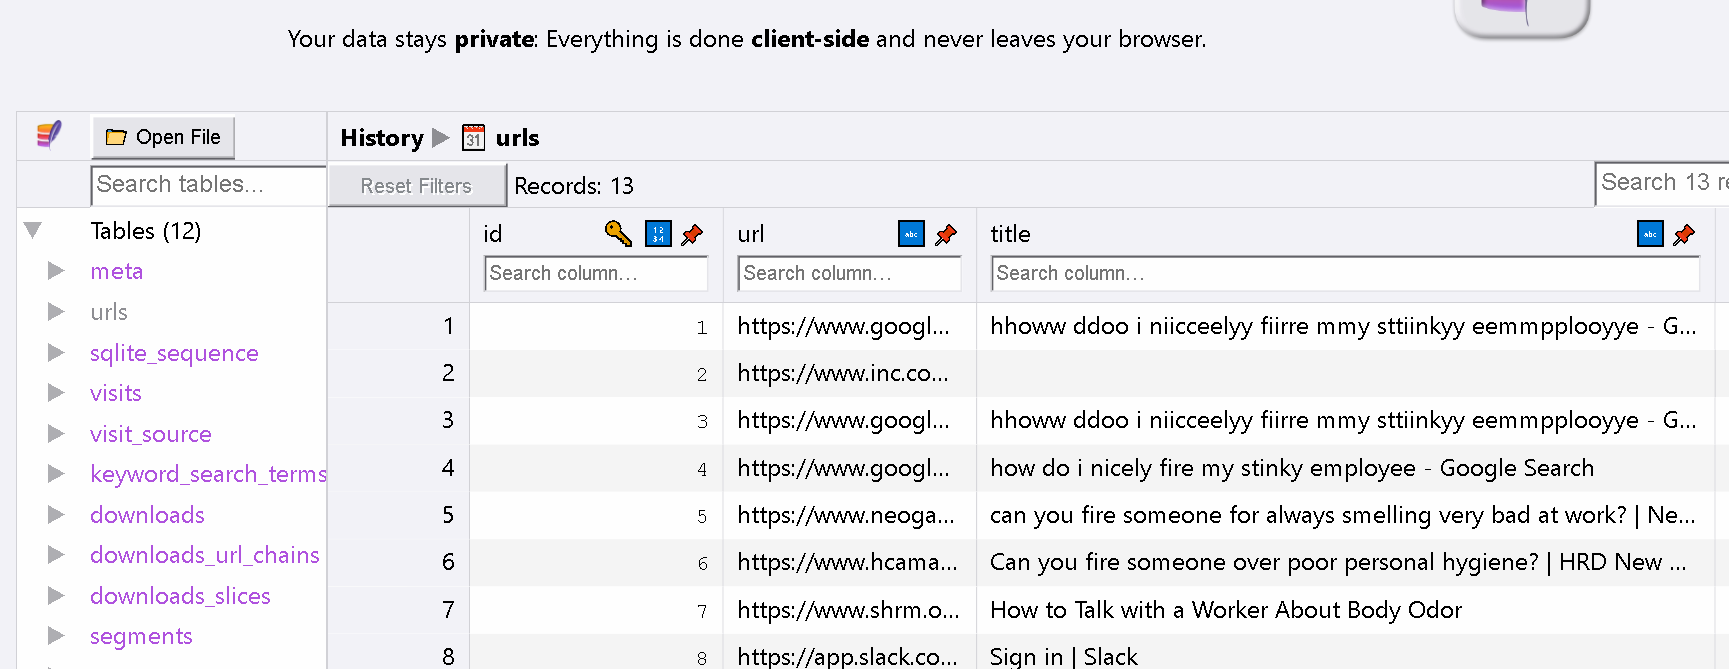 Your data stays private: Everything is done client-side and never leaves your browser.
Open File
History urls
Search tables...
Reset Filters
Records: 13
Search 13 re
Tables (12)
meta
urls
sqlite_sequence
visits
visit_source
keyword_search_terms
downloads
downloads_url_chains
downloads_slices
segments
id url title
Search column... Search column... Search column...
1 1 https://www.googl... hhoww ddoo i niicceelyy fiirre mmy sttiinkyy eemmpplooyye - G...
2 2 https://www.inc.co...
3 3 https://www.googl... hhoww ddoo i niicceelyy fiirre mmy sttiinkyy eemmpplooyye - G...
4 4 https://www.googl... how do i nicely fire my stinky employee - Google Search
5 5 https://www.neoga... can you fire someone for always smelling very bad at work? | Ne...
6 6 https://www.hcama... Can you fire someone over poor personal hygiene? | HRD New ...
7 7 https://www.shrm.o... How to Talk with a Worker About Body Odor
8 8 https://app.slack.co... Sign in | Slack